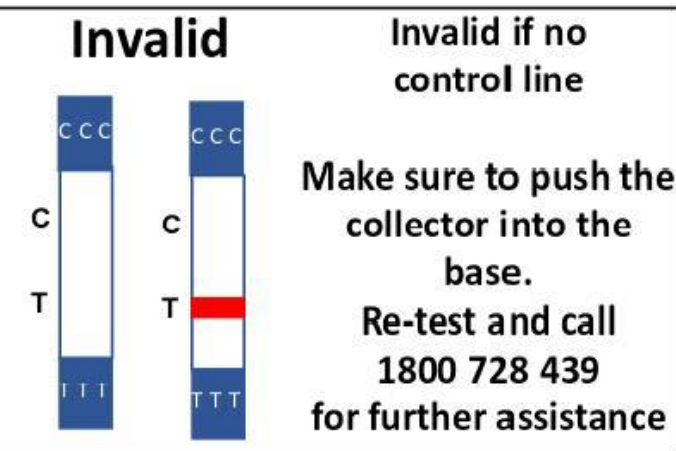 Invalid
C C C
C
T
T T T
C C C
C
T
T T T
Invalid if no
control line
Make sure to push the
collector into the
base.
Re-test and call
1800 728 439
for further assistance